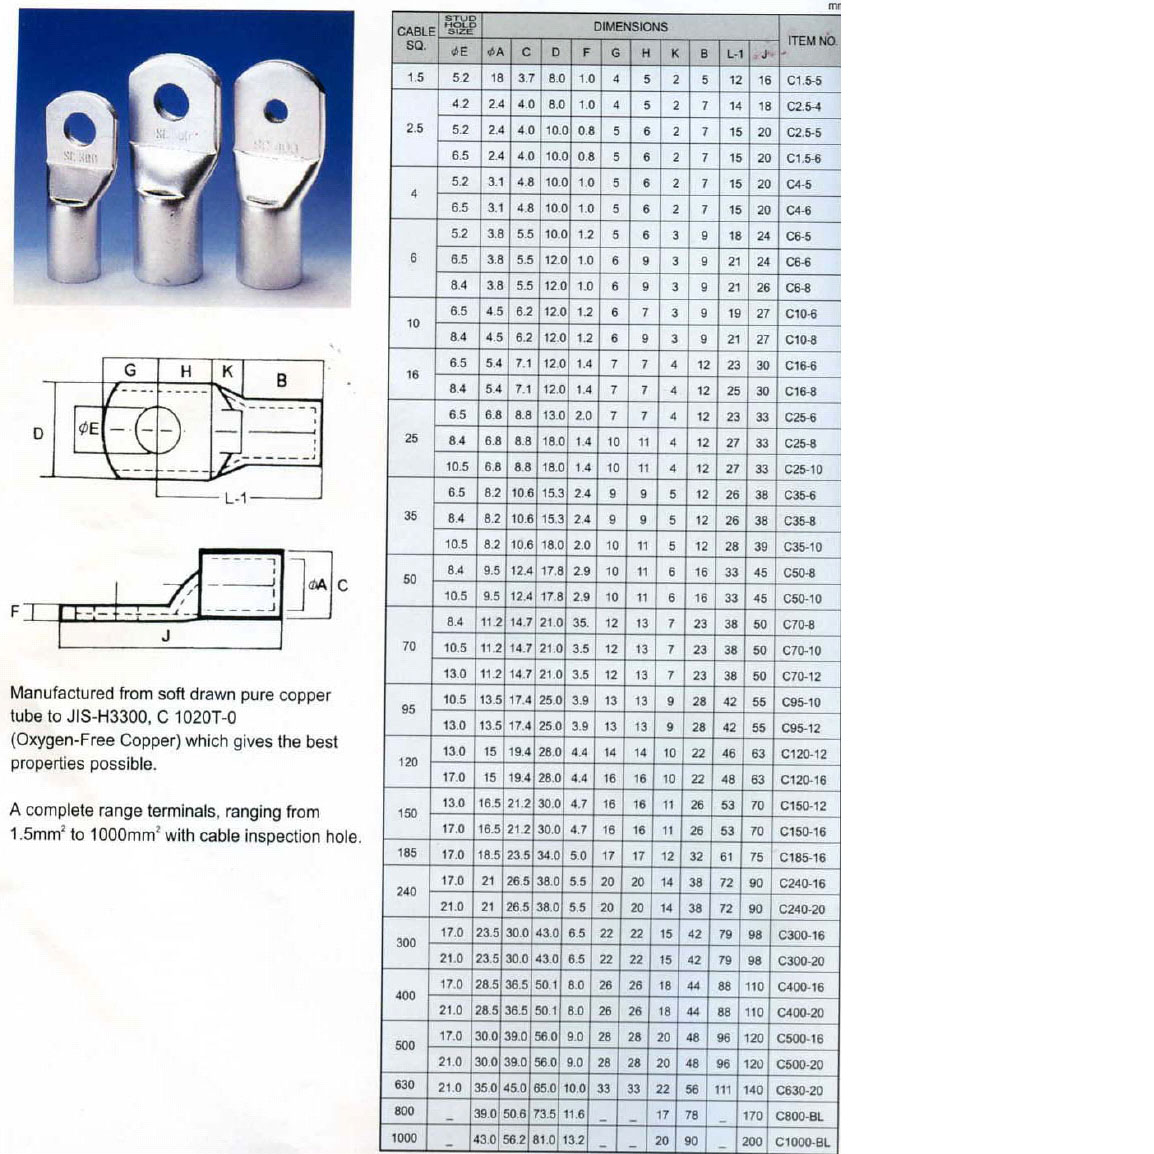 mm
CABLE SQ. STUD HOLD SIZE DIMENSIONS ITEM NO.
φE φA C D F G H K B L-1 J
1.5 5.2 18 3.7 8.0 1.0 4 5 2 5 12 16 C1.5-5
2.5 4.2 2.4 4.0 8.0 1.0 4 5 2 7 14 18 C2.5-4
5.2 2.4 4.0 10.0 0.8 5 6 2 7 15 20 C2.5-5
6.5 2.4 4.0 10.0 0.8 5 6 2 7 15 20 C1.5-6
4 5.2 3.1 4.8 10.0 1.0 5 6 2 7 15 20 C4-5
6.5 3.1 4.8 10.0 1.0 5 6 2 7 15 20 C4-6
6 5.2 3.8 5.5 10.0 1.2 5 6 3 9 18 24 C6-5
6.5 3.8 5.5 12.0 1.0 6 9 3 9 21 24 C6-6
8.4 3.8 5.5 12.0 1.0 6 9 3 9 21 26 C6-8
10 6.5 4.5 6.2 12.0 1.2 6 7 3 9 19 27 C10-6
8.4 4.5 6.2 12.0 1.2 6 9 3 9 21 27 C10-8
16 6.5 5.4 7.1 12.0 1.4 7 7 4 12 23 30 C16-6
8.4 5.4 7.1 12.0 1.4 7 7 4 12 25 30 C16-8
25 6.5 6.8 8.8 13.0 2.0 7 7 4 12 23 33 C25-6
8.4 6.8 8.8 18.0 1.4 10 11 4 12 27 33 C25-8
10.5 6.8 8.8 18.0 1.4 10 11 4 12 27 33 C25-10
35 6.5 8.2 10.6 15.3 2.4 9 9 5 12 26 38 C35-6
8.4 8.2 10.6 15.3 2.4 9 9 5 12 26 38 C35-8
10.5 8.2 10.6 18.0 2.0 10 11 5 12 28 39 C35-10
50 8.4 9.5 12.4 17.8 2.9 10 11 6 16 33 45 C50-8
10.5 9.5 12.4 17.8 2.9 10 11 6 16 33 45 C50-10
70 8.4 11.2 14.7 21.0 35. 12 13 7 23 38 50 C70-8
10.5 11.2 14.7 21.0 3.5 12 13 7 23 38 50 C70-10
13.0 11.2 14.7 21.0 3.5 12 13 7 23 38 50 C70-12
95 10.5 13.5 17.4 25.0 3.9 13 13 9 28 42 55 C95-10
13.0 13.5 17.4 25.0 3.9 13 13 9 28 42 55 C95-12
120 13.0 15 19.4 28.0 4.4 14 14 10 22 46 63 C120-12
17.0 15 19.4 28.0 4.4 16 16 10 22 48 63 C120-16
150 13.0 16.5 21.2 30.0 4.7 16 16 11 26 53 70 C150-12
17.0 16.5 21.2 30.0 4.7 16 16 11 26 53 70 C150-16
185 17.0 18.5 23.5 34.0 5.0 17 17 12 32 61 75 C185-16
240 17.0 21 26.5 38.0 5.5 20 20 14 38 72 90 C240-16
21.0 21 26.5 38.0 5.5 20 20 14 38 72 90 C240-20
300 17.0 23.5 30.0 43.0 6.5 22 22 15 42 79 98 C300-16
21.0 23.5 30.0 43.0 6.5 22 22 15 42 79 98 C300-20
400 17.0 28.5 36.5 50.1 8.0 26 26 18 44 88 110 C400-16
21.0 28.5 36.5 50.1 8.0 26 26 18 44 88 110 C400-20
500 17.0 30.0 39.0 56.0 9.0 28 28 20 48 96 120 C500-16
21.0 30.0 39.0 56.0 9.0 28 28 20 48 96 120 C500-20
630 21.0 35.0 45.0 65.0 10.0 33 33 22 56 111 140 C630-20
800 _ 39.0 50.6 73.5 11.6 _ _ 17 78 _ 170 C800-BL
1000 _ 43.0 56.2 81.0 13.2 _ _ 20 90 _ 200 C1000-BL
G H K B
D φE
L-1
φA C
F
J
Manufactured from soft drawn pure copper
tube to JIS-H3300, C 1020T-0
(Oxygen-Free Copper) which gives the best
properties possible.
A complete range terminals, ranging from
1.5mm² to 1000mm² with cable inspection hole.